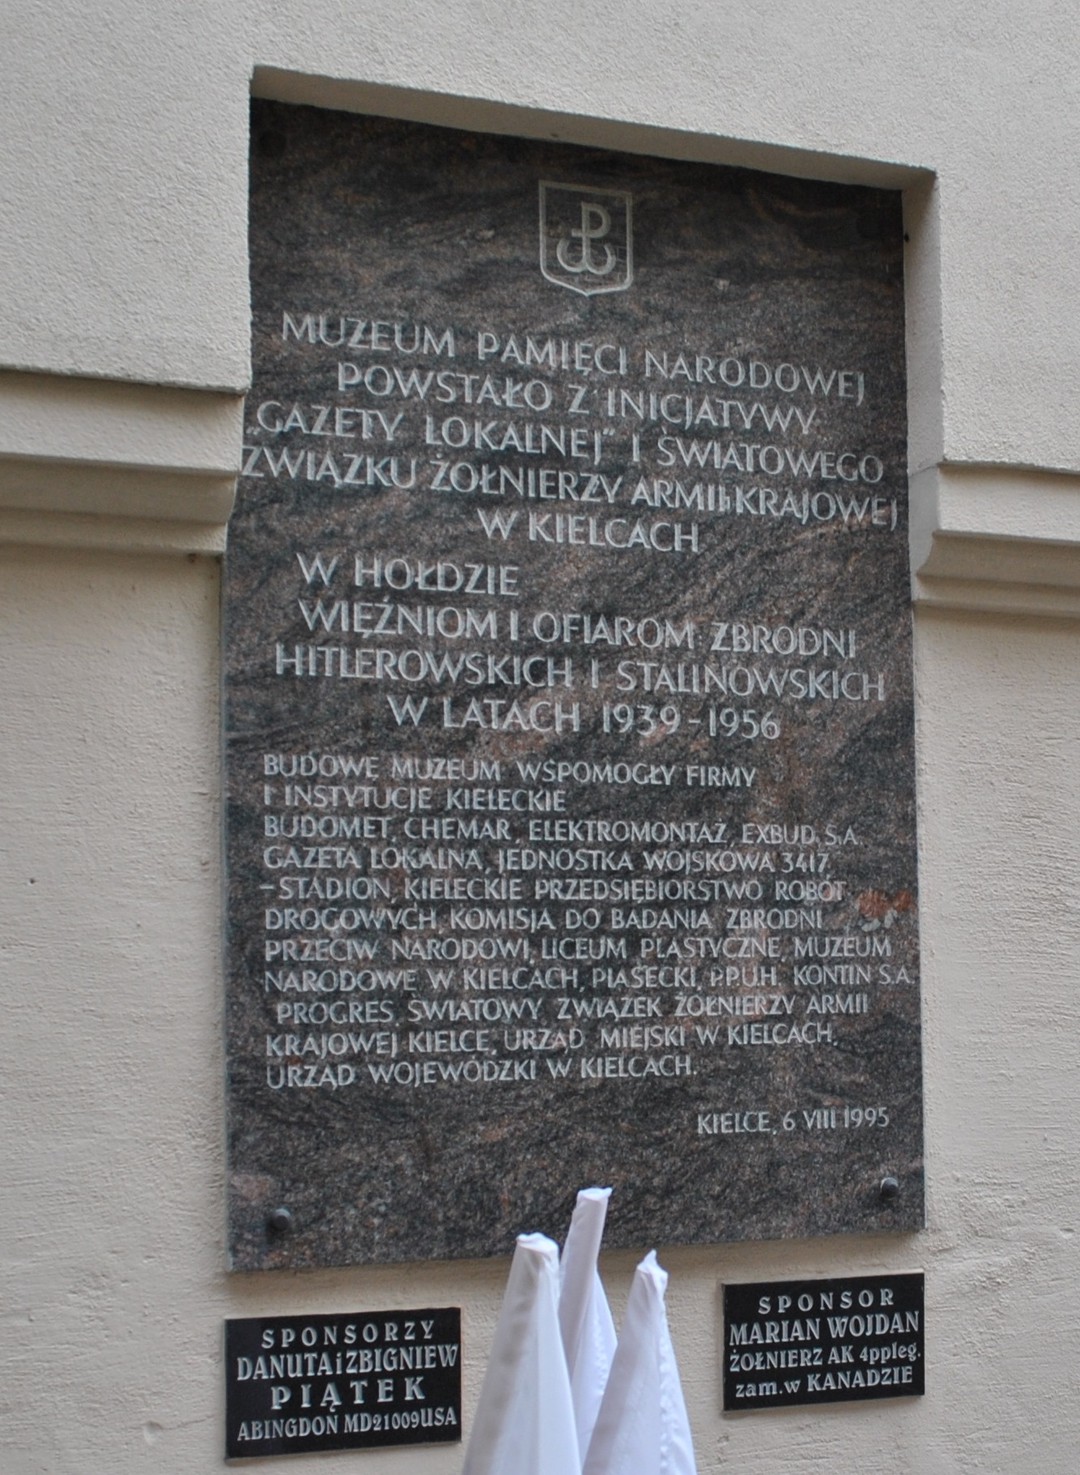 P
MUZEUM PAMIĘCI NARODOWEJ
POWSTAŁO Z INICJATYWY
„GAZETY LOKALNEJ” I ŚWIATOWEGO
ZWIĄZKU ŻOŁNIERZY ARMII KRAJOWEJ
W KIELCACH
W HOŁDZIE
WIĘŹNIOM I OFIAROM ZBRODNI
HITLEROWSKICH I STALINOWSKICH
W LATACH 1939-1956
BUDOWE MUZEUM WSPOMOGŁY FIRMY
I INSTYTUCJE KIELECKIE
BUDOMET, CHEMAR, ELEKTROMONTAŻ, EXBUD, S.A.
GAZETA LOKALNA, JEDNOSTKA WOJSKOWA 3417,
-STADION, KIELECKIE PRZEDSIĘBIORSTWO ROBÓT
DROGOWYCH, KOMISJA DO BADANIA ZBRODNI
PRZECIW NARODOWI, LICEUM PLASTYCZNE, MUZEUM
NARODOWE W KIELCACH, PIASECKI, P.P.U.H. KONTIN S.A.
PROGRES, ŚWIATOWY ZWIĄZEK ŻOŁNIERZY ARMII
KRAJOWEJ KIELCE, URZĄD MIEJSKI W KIELCACH,
URZĄD WOJEWÓDZKI W KIELCACH.
KIELCE, 6 VIII 1995
SPONSORZY
DANUTA i ZBIGNIEW
PIĄTEK
ABINGDON MD21009 USA
SPONSOR
MARIAN WOJDAN
ŻOŁNIERZ AK 4ppleg.
zam. w KANADZIE